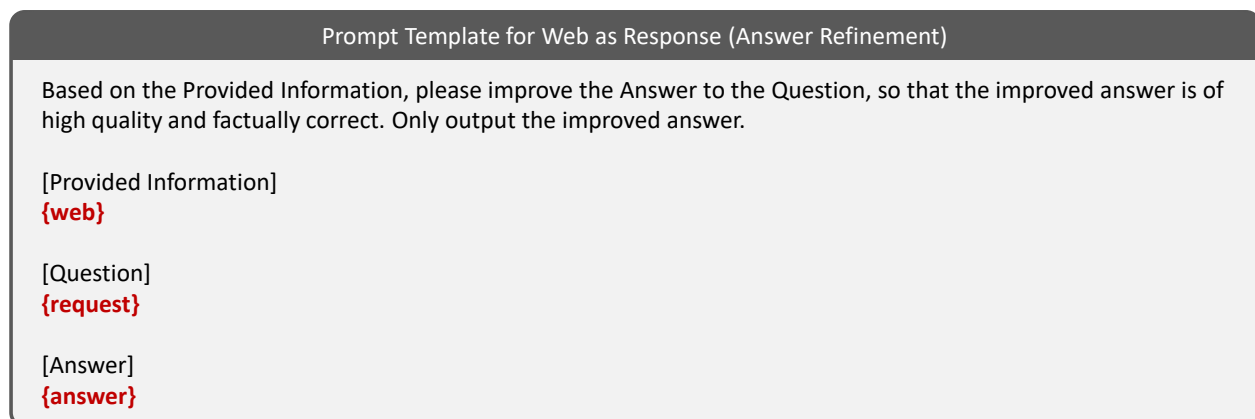 Prompt Template for Web as Response (Answer Refinement)
Based on the Provided Information, please improve the Answer to the Question, so that the improved answer is of
high quality and factually correct. Only output the improved answer.
[Provided Information]
{web}
[Question]
{request}
[Answer]
{answer}